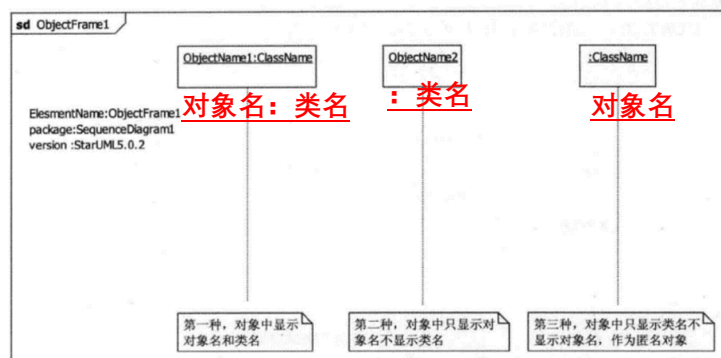 sd ObjectFrame1
ObjectName1:ClassName
ObjectName2
:ClassName
对象名：类名
：类名
对象名
ElesmentName:ObjectFrame1
package:SequenceDiagram1
version :StarUML5.0.2
第一种，对象中显示
对象名和类名
第二种，对象中只显示对
象名不显示类名
第三种，对象中只显示类名不
显示对象名，作为匿名对象